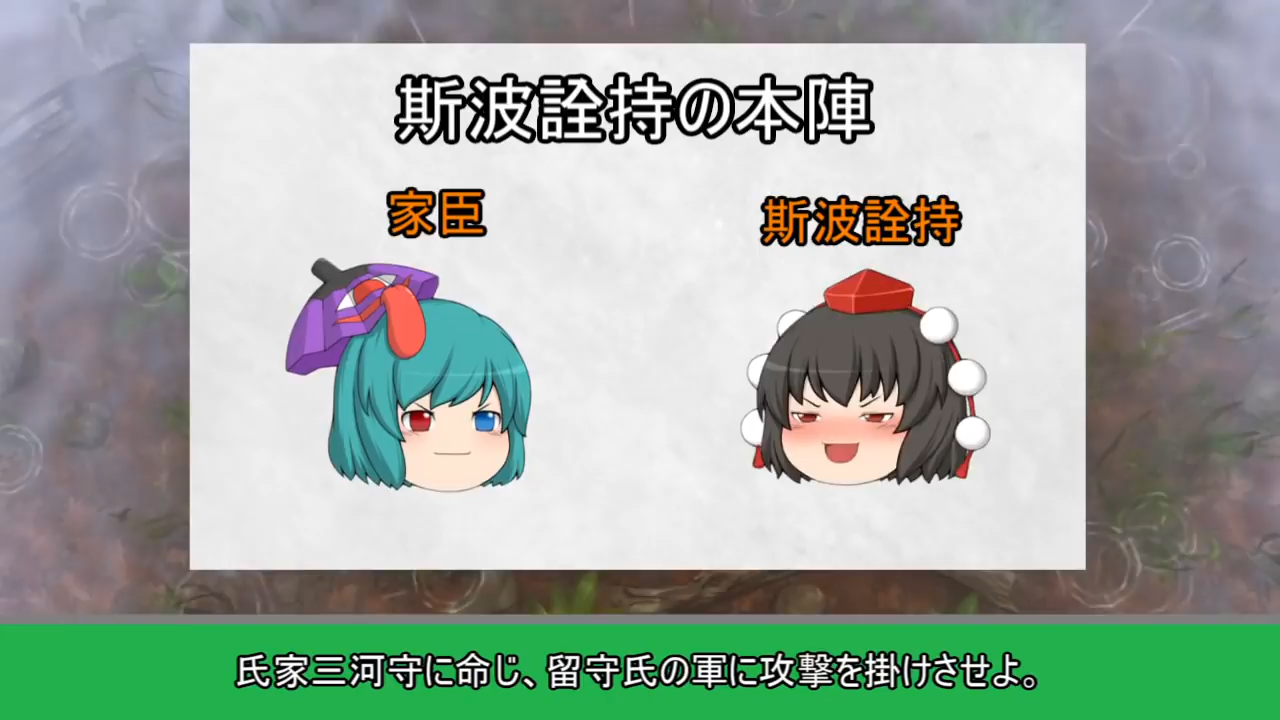 斯波詮持の本陣
家臣
斯波詮持
氏家三河守に命じ、留守氏の軍に攻撃を掛けさせよ。